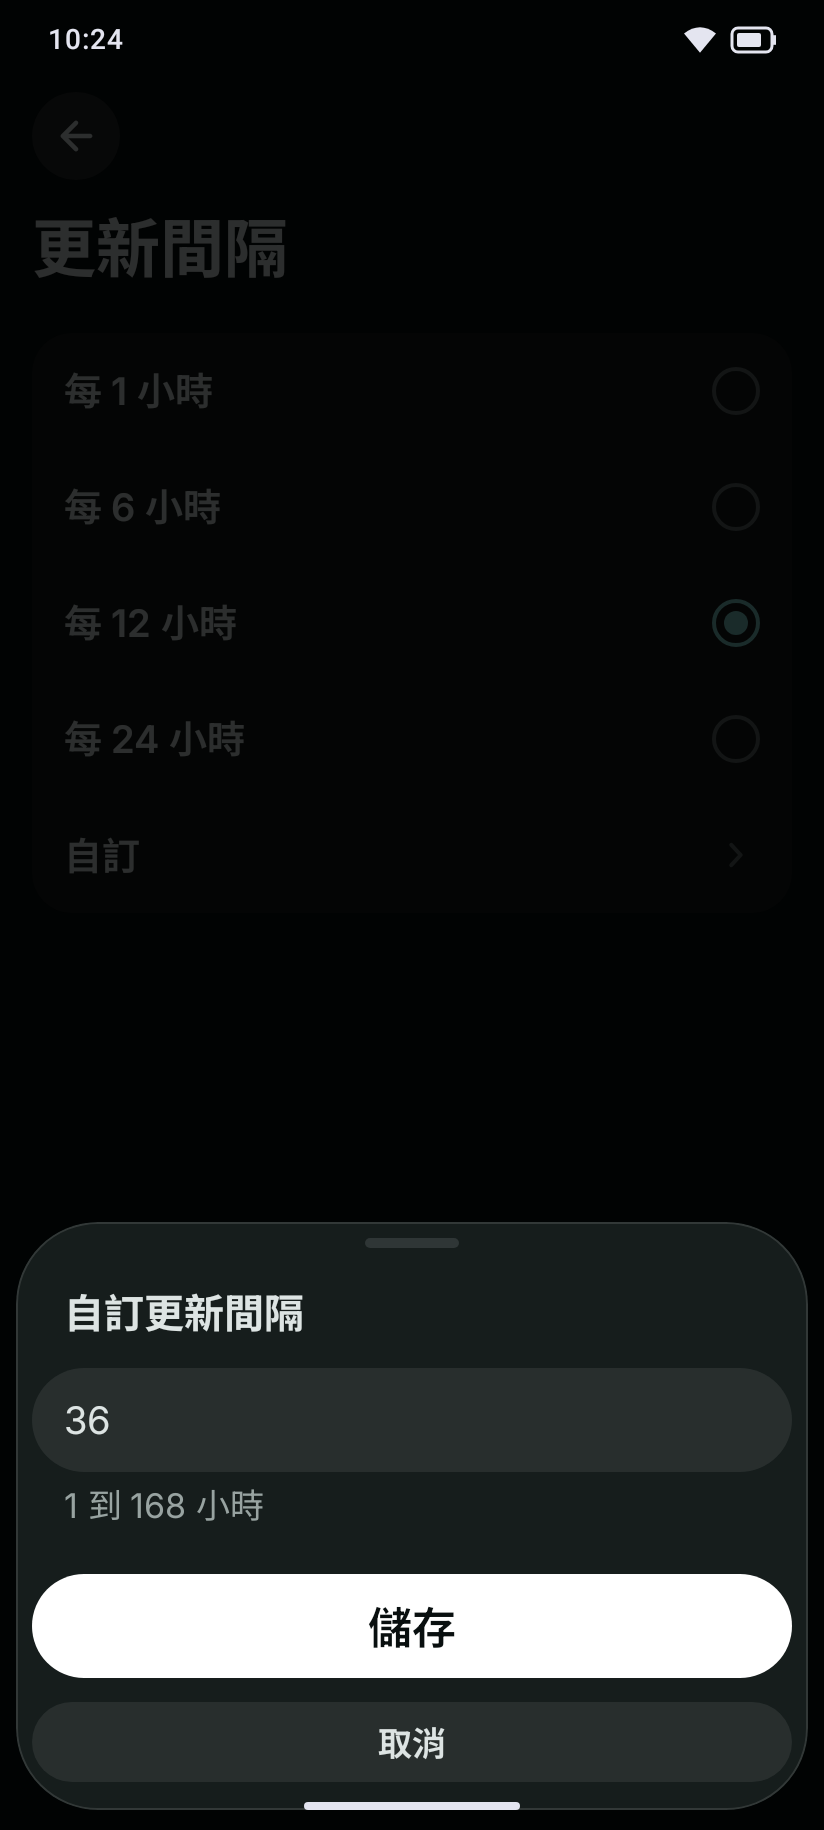 10:24
更新間隔
每 1 小時
每 6 小時
每 12 小時
每 24 小時
自訂
自訂更新間隔
36
1 到 168 小時
儲存
取消